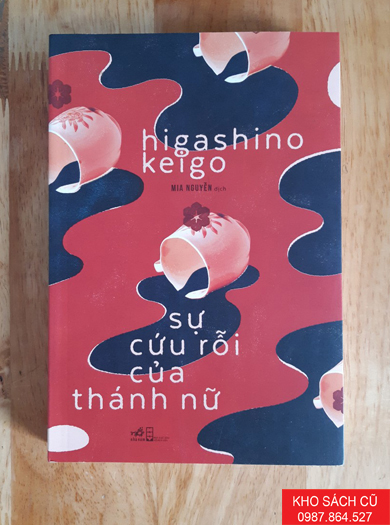 higashino
keigo
MIA NGUYỄN dịch
sự
cứu rỗi
của
thánh nữ
KHO SÁCH CŨ
0987.864.527